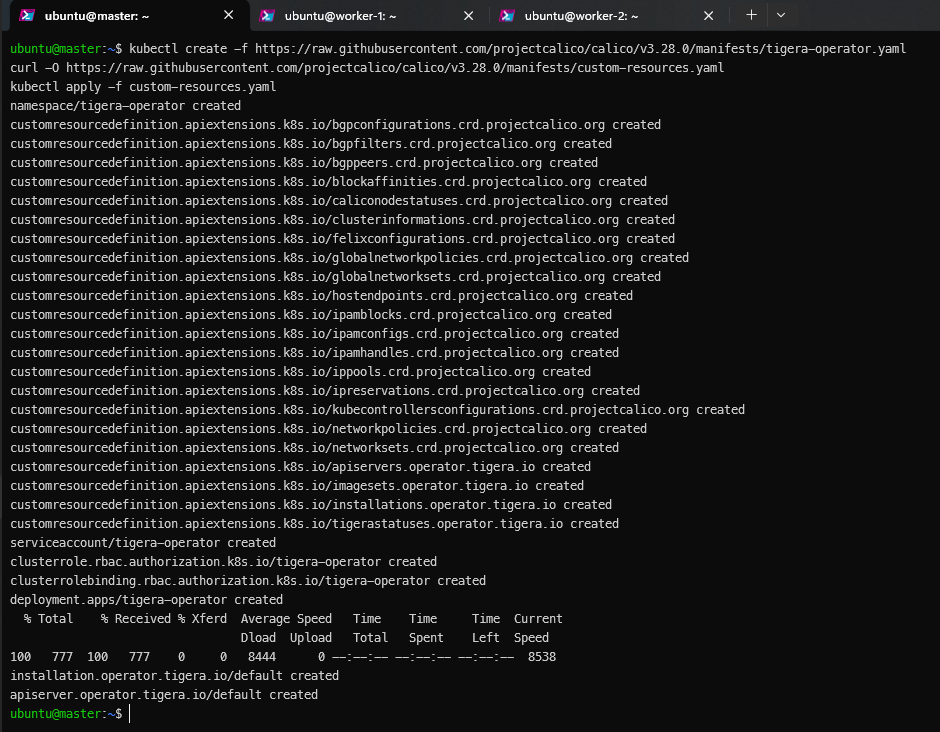 ubuntu@master: ~ ubuntu@worker-1: ~ ubuntu@worker-2: ~
ubuntu@master:~$ kubectl create -f https://raw.githubusercontent.com/projectcalico/calico/v3.28.0/manifests/tigera-operator.yaml
curl -O https://raw.githubusercontent.com/projectcalico/calico/v3.28.0/manifests/custom-resources.yaml
kubectl apply -f custom-resources.yaml
namespace/tigera-operator created
customresourcedefinition.apiextensions.k8s.io/bgpconfigurations.crd.projectcalico.org created
customresourcedefinition.apiextensions.k8s.io/bgpfilters.crd.projectcalico.org created
customresourcedefinition.apiextensions.k8s.io/bgppeers.crd.projectcalico.org created
customresourcedefinition.apiextensions.k8s.io/blockaffinities.crd.projectcalico.org created
customresourcedefinition.apiextensions.k8s.io/caliconodestatuses.crd.projectcalico.org created
customresourcedefinition.apiextensions.k8s.io/clusterinformations.crd.projectcalico.org created
customresourcedefinition.apiextensions.k8s.io/felixconfigurations.crd.projectcalico.org created
customresourcedefinition.apiextensions.k8s.io/globalnetworkpolicies.crd.projectcalico.org created
customresourcedefinition.apiextensions.k8s.io/globalnetworksets.crd.projectcalico.org created
customresourcedefinition.apiextensions.k8s.io/hostendpoints.crd.projectcalico.org created
customresourcedefinition.apiextensions.k8s.io/ipamblocks.crd.projectcalico.org created
customresourcedefinition.apiextensions.k8s.io/ipamconfigs.crd.projectcalico.org created
customresourcedefinition.apiextensions.k8s.io/ipamhandles.crd.projectcalico.org created
customresourcedefinition.apiextensions.k8s.io/ippools.crd.projectcalico.org created
customresourcedefinition.apiextensions.k8s.io/ipreservations.crd.projectcalico.org created
customresourcedefinition.apiextensions.k8s.io/kubecontrollersconfigurations.crd.projectcalico.org created
customresourcedefinition.apiextensions.k8s.io/networkpolicies.crd.projectcalico.org created
customresourcedefinition.apiextensions.k8s.io/networksets.crd.projectcalico.org created
customresourcedefinition.apiextensions.k8s.io/apiservers.operator.tigera.io created
customresourcedefinition.apiextensions.k8s.io/imagesets.operator.tigera.io created
customresourcedefinition.apiextensions.k8s.io/installations.operator.tigera.io created
customresourcedefinition.apiextensions.k8s.io/tigerastatuses.operator.tigera.io created
serviceaccount/tigera-operator created
clusterrole.rbac.authorization.k8s.io/tigera-operator created
clusterrolebinding.rbac.authorization.k8s.io/tigera-operator created
deployment.apps/tigera-operator created
  % Total    % Received % Xferd  Average Speed   Time    Time     Time  Current
                                 Dload  Upload   Total   Spent    Left  Speed
100   777  100   777    0     0   8444      0 --:--:-- --:--:-- --:--:--  8538
installation.operator.tigera.io/default created
apiserver.operator.tigera.io/default created
ubuntu@master:~$